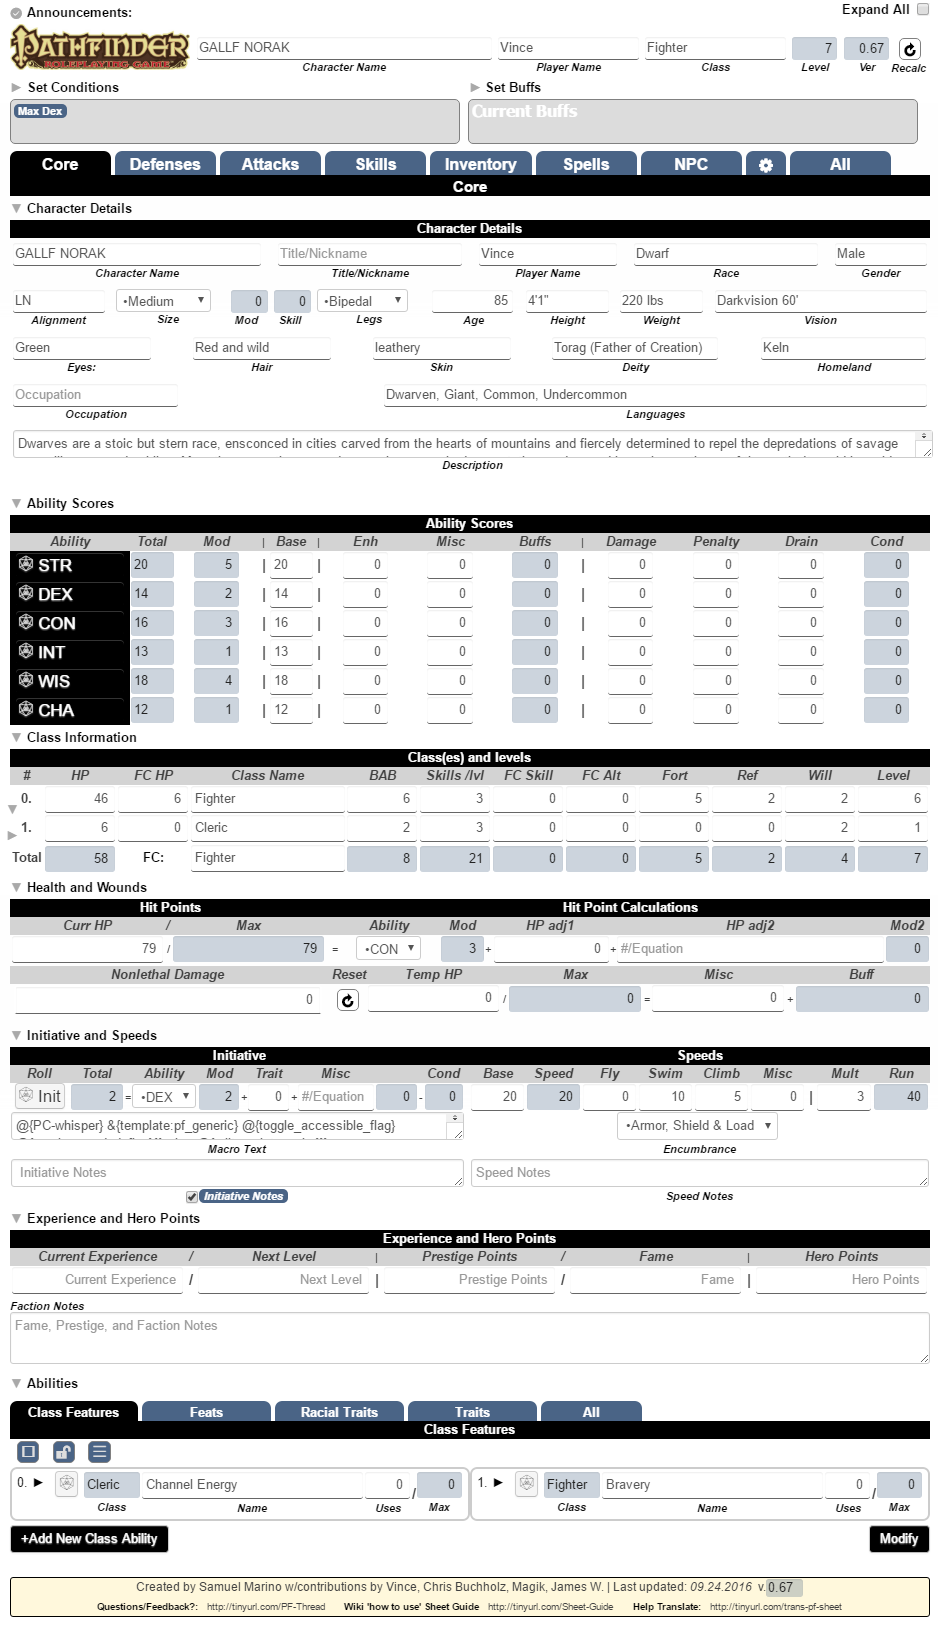 Announcements:
Expand All
PATHFINDER
ROLEPLAYING GAME
GALLF NORAK Vince Fighter 7 0.67
Character Name Player Name Class Level Ver Recalc
Set Conditions Set Buffs
Max Dex Current Buffs
Core Defenses Attacks Skills Inventory Spells NPC All
Core
Character Details
Character Details
GALLF NORAK Title/Nickname Vince Dwarf Male
Character Name Title/Nickname Player Name Race Gender
LN •Medium 0 0 •Bipedal 85 4'1" 220 lbs Darkvision 60'
Alignment Size Mod Skill Legs Age Height Weight Vision
Green Red and wild leathery Torag (Father of Creation) Keln
Eyes: Hair Skin Deity Homeland
Occupation Dwarven, Giant, Common, Undercommon
Occupation Languages
Dwarves are a stoic but stern race, ensconced in cities carved from the hearts of mountains and fiercely determined to repel the depredations of savage
Description
Ability Scores
Ability Scores
Ability Total Mod | Base | Enh Misc Buffs | Damage Penalty Drain Cond
STR 20 5 | 20 | 0 0 0 | 0 0 0 0
DEX 14 2 | 14 | 0 0 0 | 0 0 0 0
CON 16 3 | 16 | 0 0 0 | 0 0 0 0
INT 13 1 | 13 | 0 0 0 | 0 0 0 0
WIS 18 4 | 18 | 0 0 0 | 0 0 0 0
CHA 12 1 | 12 | 0 0 0 | 0 0 0 0
Class Information
Class(es) and levels
# HP FC HP Class Name BAB Skills /lvl FC Skill FC Alt Fort Ref Will Level
0. 46 6 Fighter 6 3 0 0 5 2 2 6
1. 6 0 Cleric 2 3 0 0 0 0 2 1
Total 58 FC: Fighter 8 21 0 0 5 2 4 7
Health and Wounds
Hit Points Hit Point Calculations
Curr HP / Max Ability Mod HP adj1 HP adj2 Mod2
79 / 79 = •CON 3 + 0 + #/Equation 0
Nonlethal Damage Reset Temp HP Max Misc Buff
0 0 / 0 = 0 + 0
Initiative and Speeds
Initiative Speeds
Roll Total Ability Mod Trait Misc Cond Base Speed Fly Swim Climb Misc Mult Run
Init 2 = •DEX 2 + 0 + #/Equation 0 - 0 20 20 0 10 5 0 | 3 40
@{PC-whisper} &{template:pf_generic} @{toggle_accessible_flag} •Armor, Shield & Load
Macro Text Encumbrance
Initiative Notes Speed Notes
Initiative Notes Speed Notes
Experience and Hero Points
Experience and Hero Points
Current Experience / Next Level | Prestige Points / Fame | Hero Points
Current Experience / Next Level | Prestige Points / Fame | Hero Points
Faction Notes
Fame, Prestige, and Faction Notes
Abilities
Class Features Feats Racial Traits Traits All
Class Features
0. Cleric Channel Energy 0 / 0 1. Fighter Bravery 0 / 0
Class Name Uses Max Class Name Uses Max
+Add New Class Ability Modify
Created by Samuel Marino w/contributions by Vince, Chris Buchholz, Magik, James W. | Last updated: 09.24.2016 v.0.67
Questions/Feedback?: http://tinyurl.com/PF-Thread Wiki 'how to use' Sheet Guide http://tinyurl.com/Sheet-Guide Help Translate: http://tinyurl.com/trans-pf-sheet